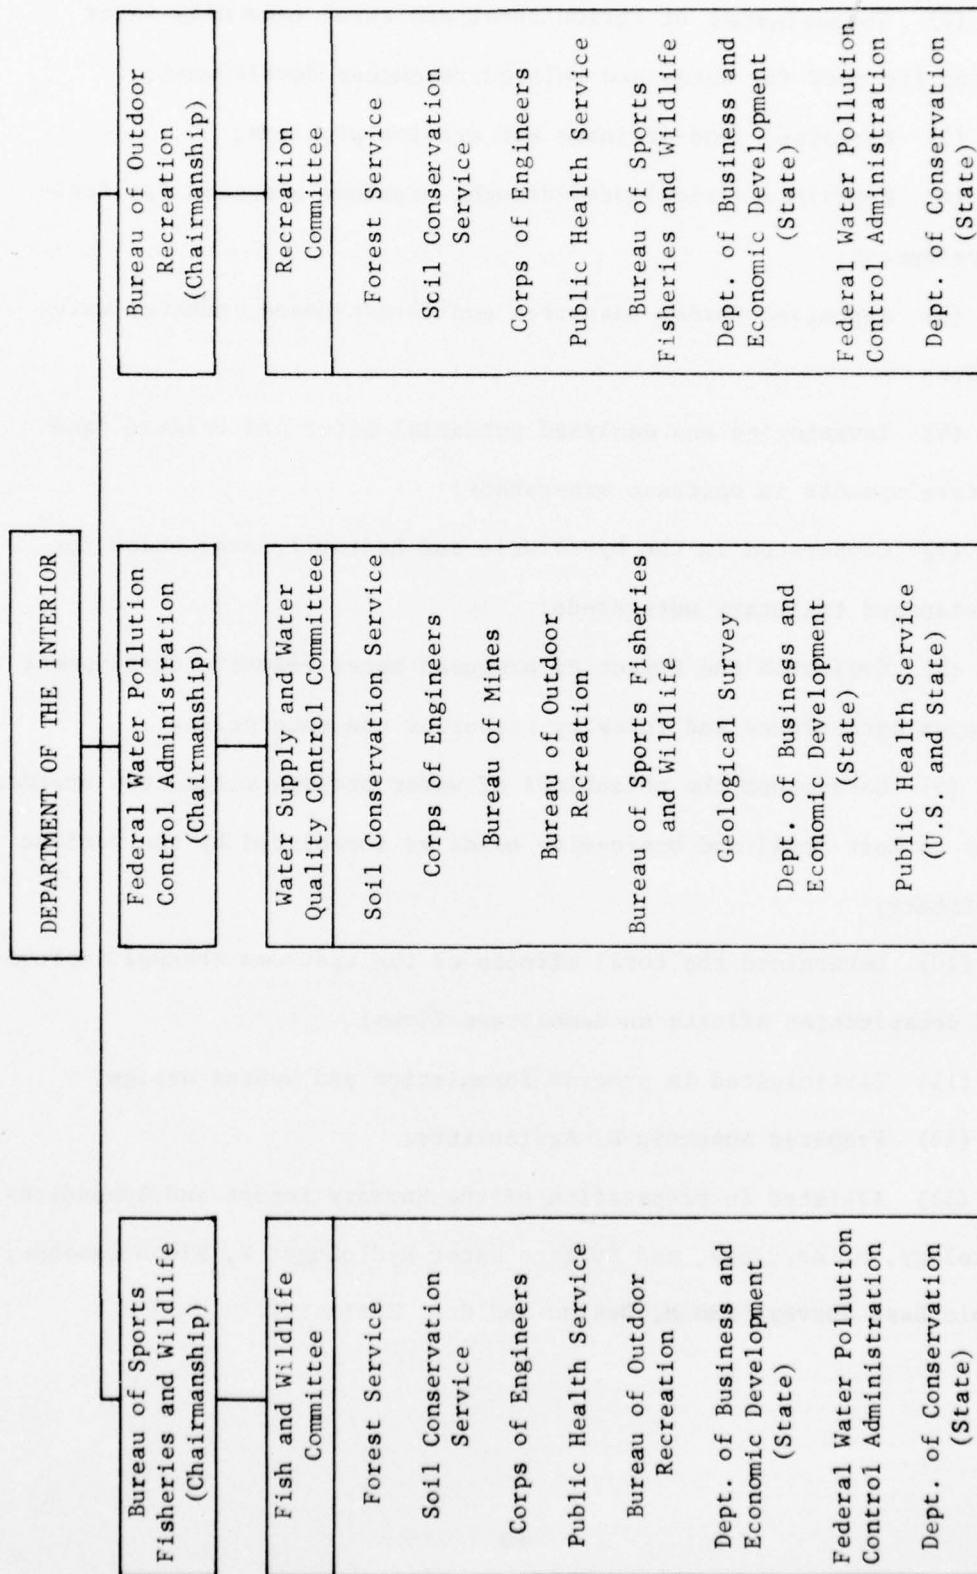 DEPARTMENT OF THE INTERIOR
Bureau of Sports
Fisheries and Wildlife
(Chairmanship)
Fish and Wildlife
Committee
Forest Service
Soil Conservation
Service
Corps of Engineers
Public Health Service
Bureau of Outdoor
Recreation
Dept. of Business and
Economic Development
(State)
Federal Water Pollution
Control Administration
Dept. of Conservation
(State)
Federal Water Pollution
Control Administration
(Chairmanship)
Water Supply and Water
Quality Control Committee
Soil Conservation Service
Corps of Engineers
Bureau of Mines
Bureau of Outdoor
Recreation
Bureau of Sports Fisheries
and Wildlife
Geological Survey
Dept. of Business and
Economic Development
(State)
Public Health Service
(U.S. and State)
Bureau of Outdoor
Recreation
(Chairmanship)
Recreation
Committee
Forest Service
Soil Conservation
Service
Corps of Engineers
Public Health Service
Bureau of Sports
Fisheries and Wildlife
Dept. of Business and
Economic Development
(State)
Federal Water Pollution
Control Administration
Dept. of Conservation
(State)